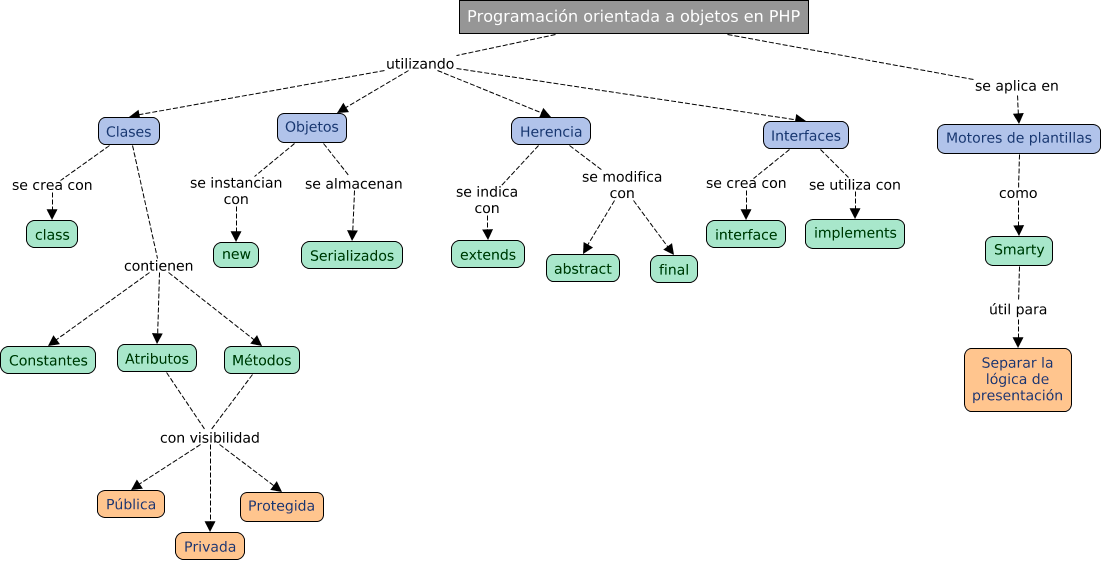 Programación orientada a objetos en PHP
utilizando
se aplica en
Clases
Objetos
Herencia
Interfaces
Motores de plantillas
se crea con
se instancian
con
se almacenan
se indica
con
se modifica
con
se crea con
se utiliza con
como
class
new
Serializados
extends
abstract
final
interface
implements
Smarty
contienen
útil para
Constantes
Atributos
Métodos
Separar la
lógica de
presentación
con visibilidad
Pública
Privada
Protegida